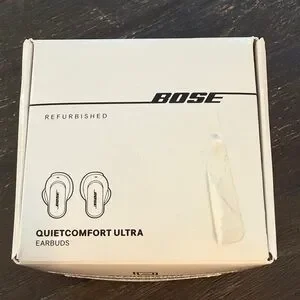 BOSE
REFURBISHED
QUIETCOMFORT ULTRA
EARBUDS